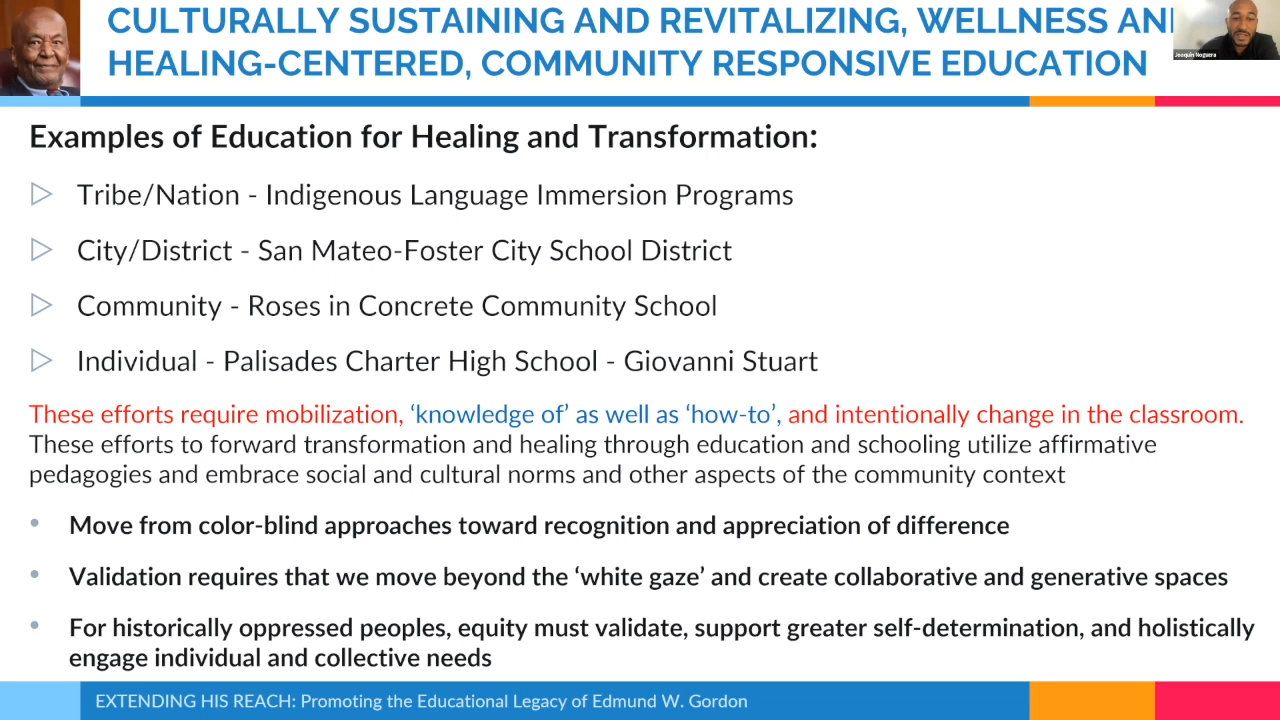 CULTURALLY SUSTAINING AND REVITALIZING, WELLNESS AN
HEALING-CENTERED, COMMUNITY RESPONSIVE EDUCATION
Joaquin Noguera
Examples of Education for Healing and Transformation:
Tribe/Nation - Indigenous Language Immersion Programs
City/District - San Mateo-Foster City School District
Community - Roses in Concrete Community School
Individual - Palisades Charter High School - Giovanni Stuart
These efforts require mobilization, ‘knowledge of’ as well as ‘how-to’, and intentionally change in the classroom.
These efforts to forward transformation and healing through education and schooling utilize affirmative
pedagogies and embrace social and cultural norms and other aspects of the community context
• Move from color-blind approaches toward recognition and appreciation of difference
• Validation requires that we move beyond the ‘white gaze’ and create collaborative and generative spaces
• For historically oppressed peoples, equity must validate, support greater self-determination, and holistically
engage individual and collective needs
EXTENDING HIS REACH: Promoting the Educational Legacy of Edmund W. Gordon